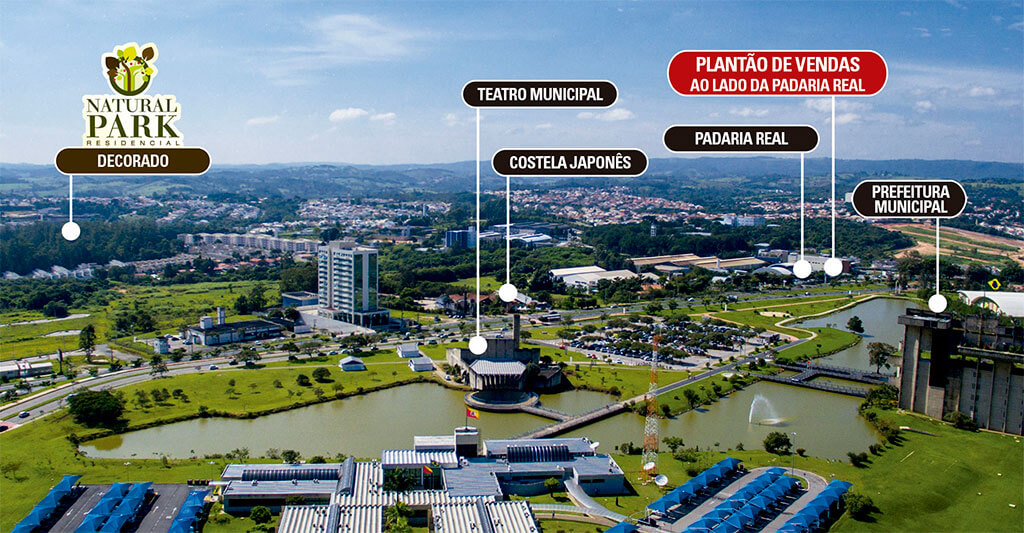 NATURAL
PARK
RESIDENCIAL
DECORADO
TEATRO MUNICIPAL
COSTELA JAPONÊS
PLANTÃO DE VENDAS
AO LADO DA PADARIA REAL
PADARIA REAL
PREFEITURA
MUNICIPAL